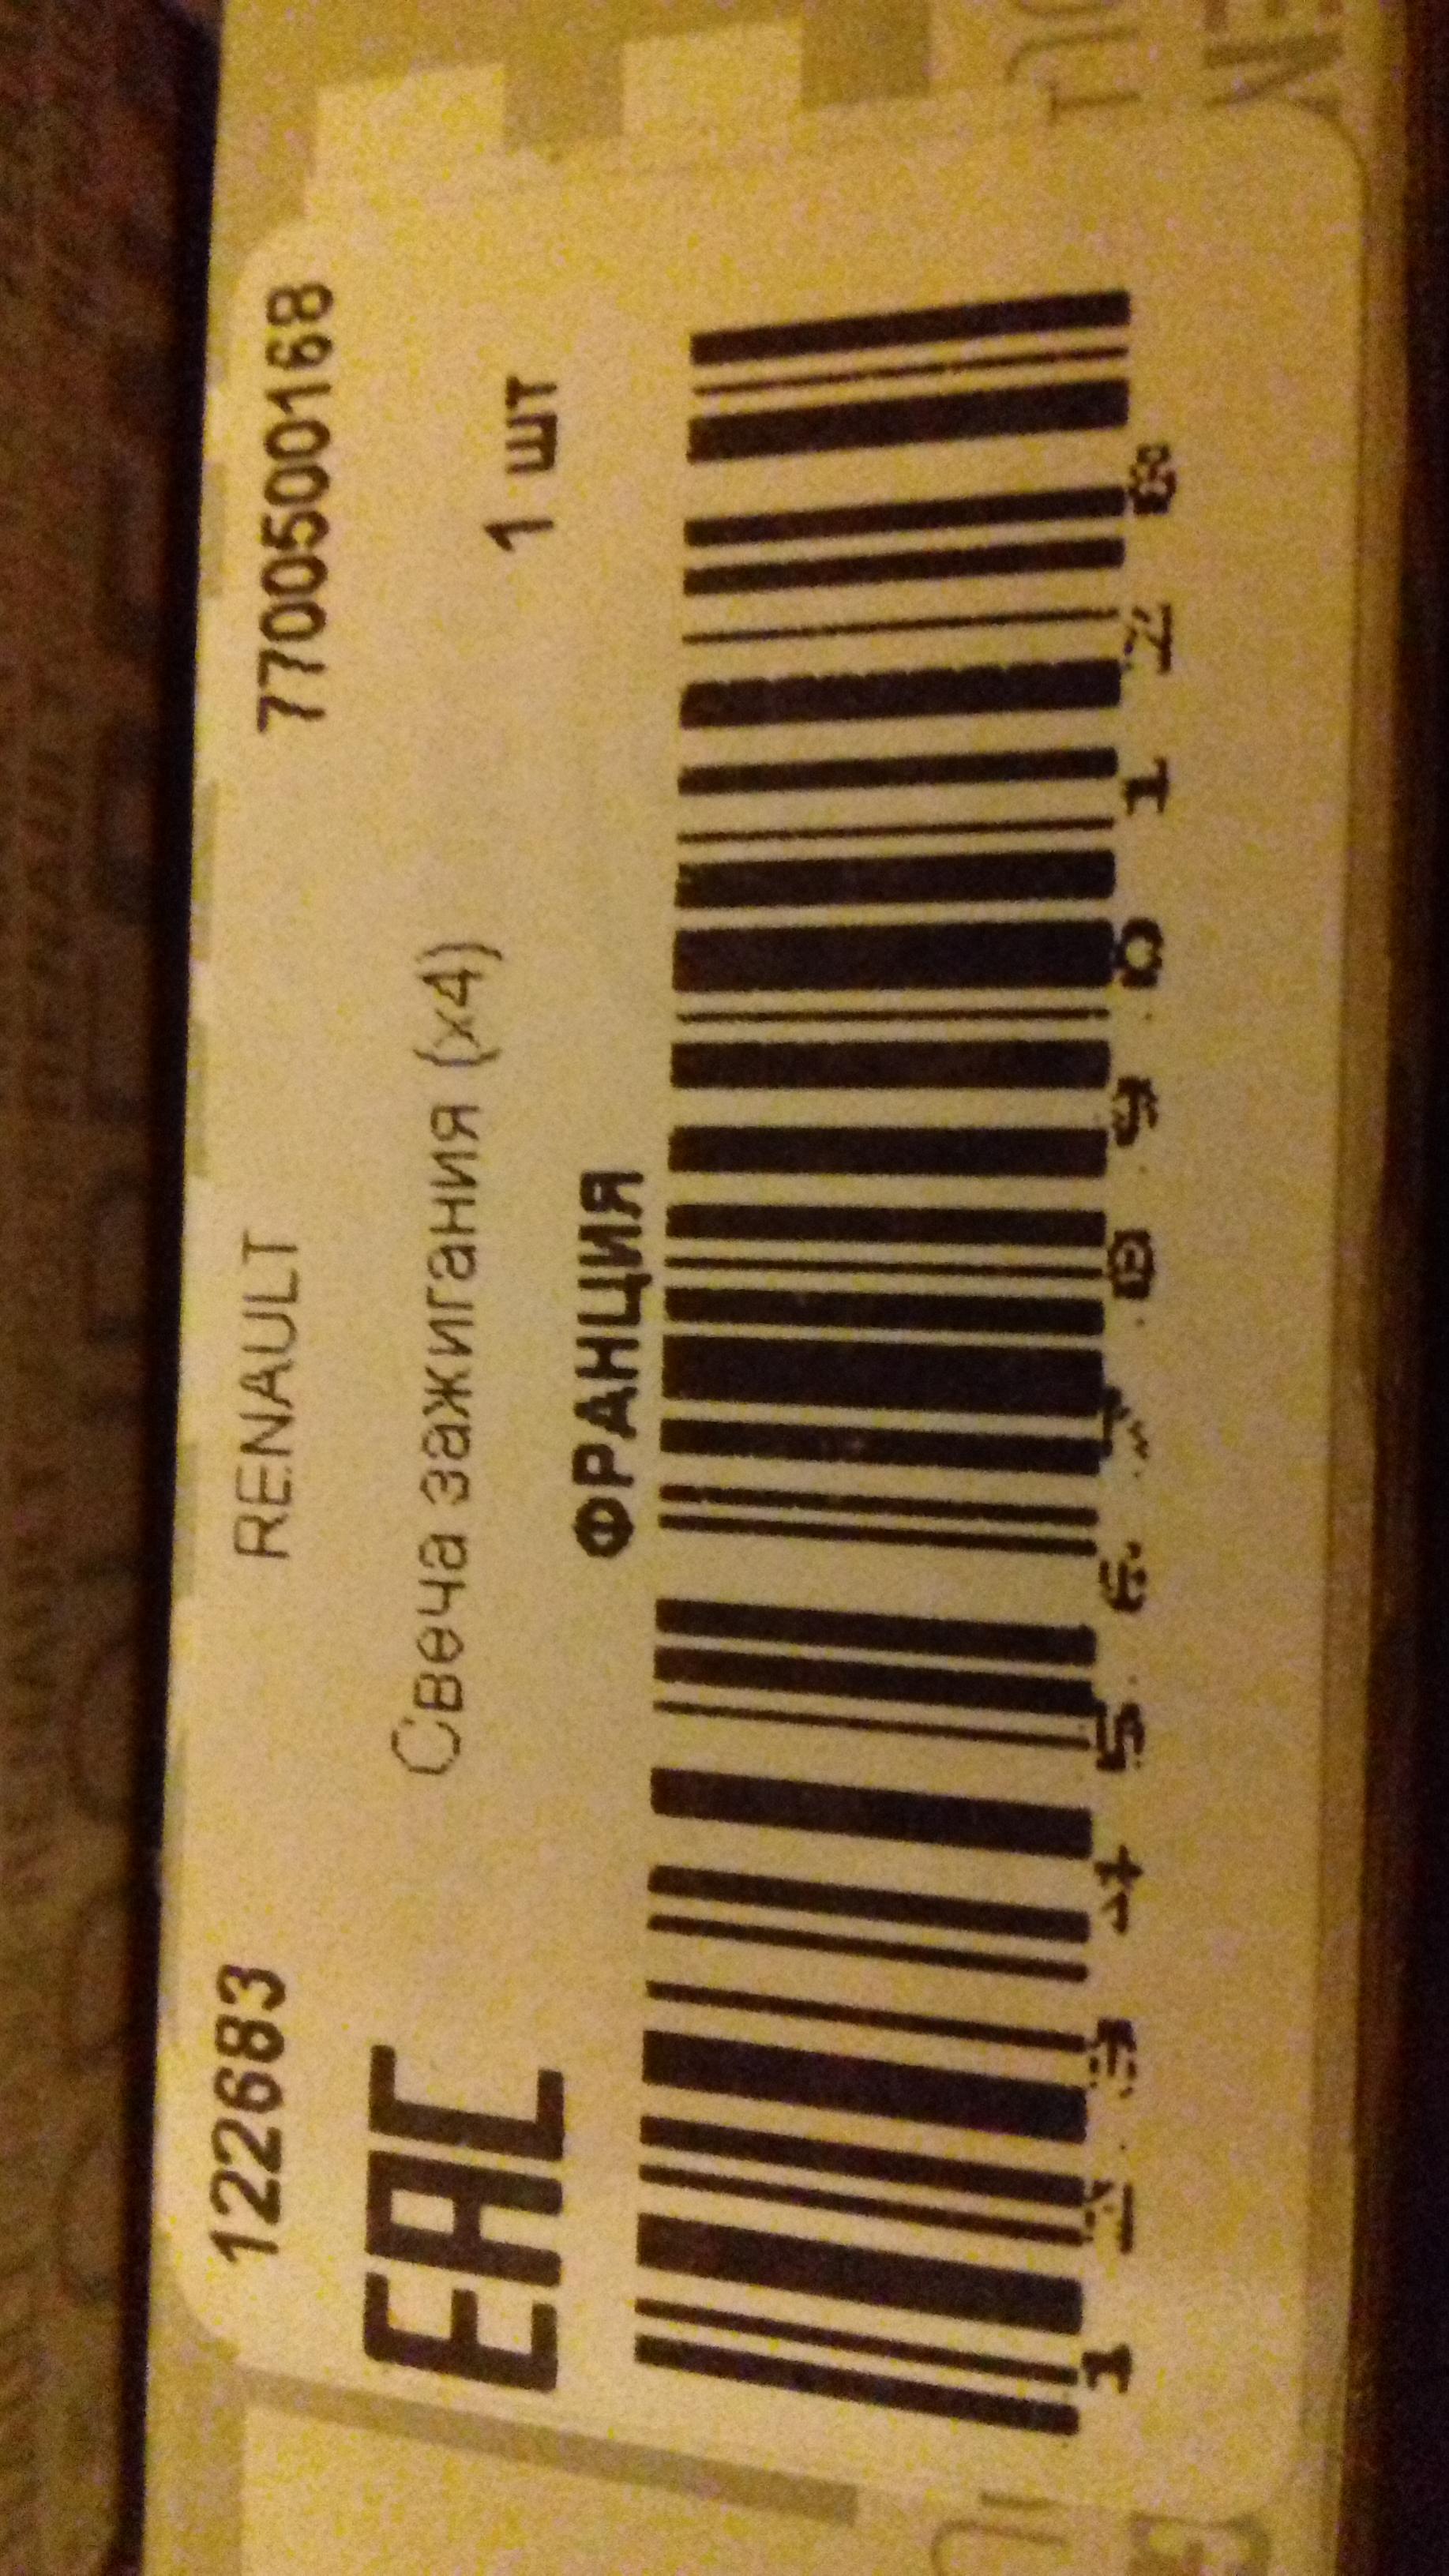 122683 RENAULT 7700500168
Свеча зажигания (x4)
EAC
1 шт
ФРАНЦИЯ